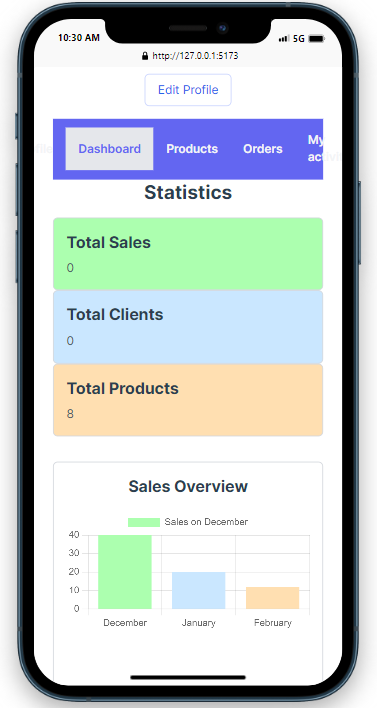 10:30 AM
5G
http://127.0.0.1:5173
Edit Profile
Dashboard
Products
Orders
My
Statistics
Total Sales
0
Total Clients
0
Total Products
8
Sales Overview
Sales on December
40
30
20
10
0
December
January
February